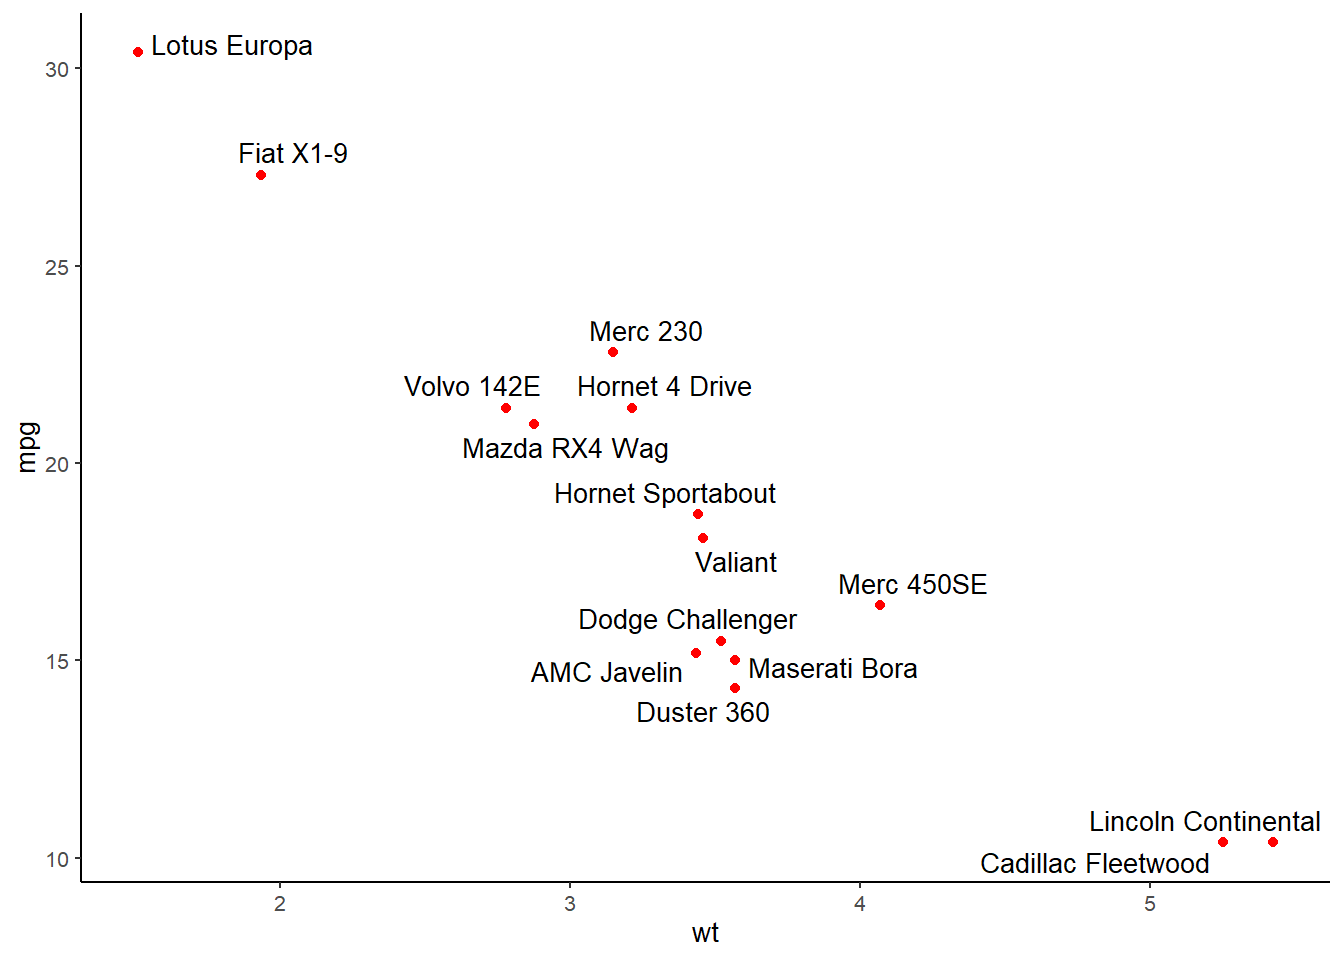 Lotus Europa
30
Fiat X1-9
25
Merc 230
Volvo 142E
Hornet 4 Drive
Mazda RX4 Wag
mpg
20
Hornet Sportabout
Valiant
Merc 450SE
Dodge Challenger
15
AMC Javelin
Maserati Bora
Duster 360
Lincoln Continental
10
Cadillac Fleetwood
2
3
4
5
wt